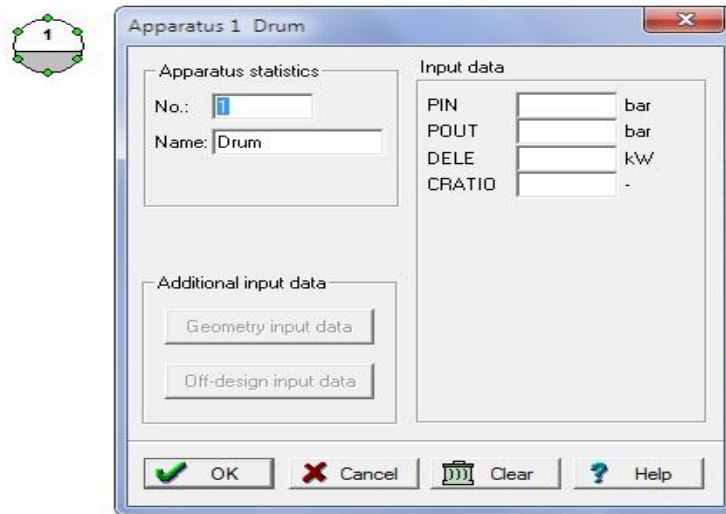 1
Apparatus 1 Drum
Apparatus statistics
No.: 1
Name: Drum
Input data
PIN bar
POUT bar
DELE kW
CRATIO -
Additional input data
Geometry input data
Off-design input data
OK Cancel Clear Help